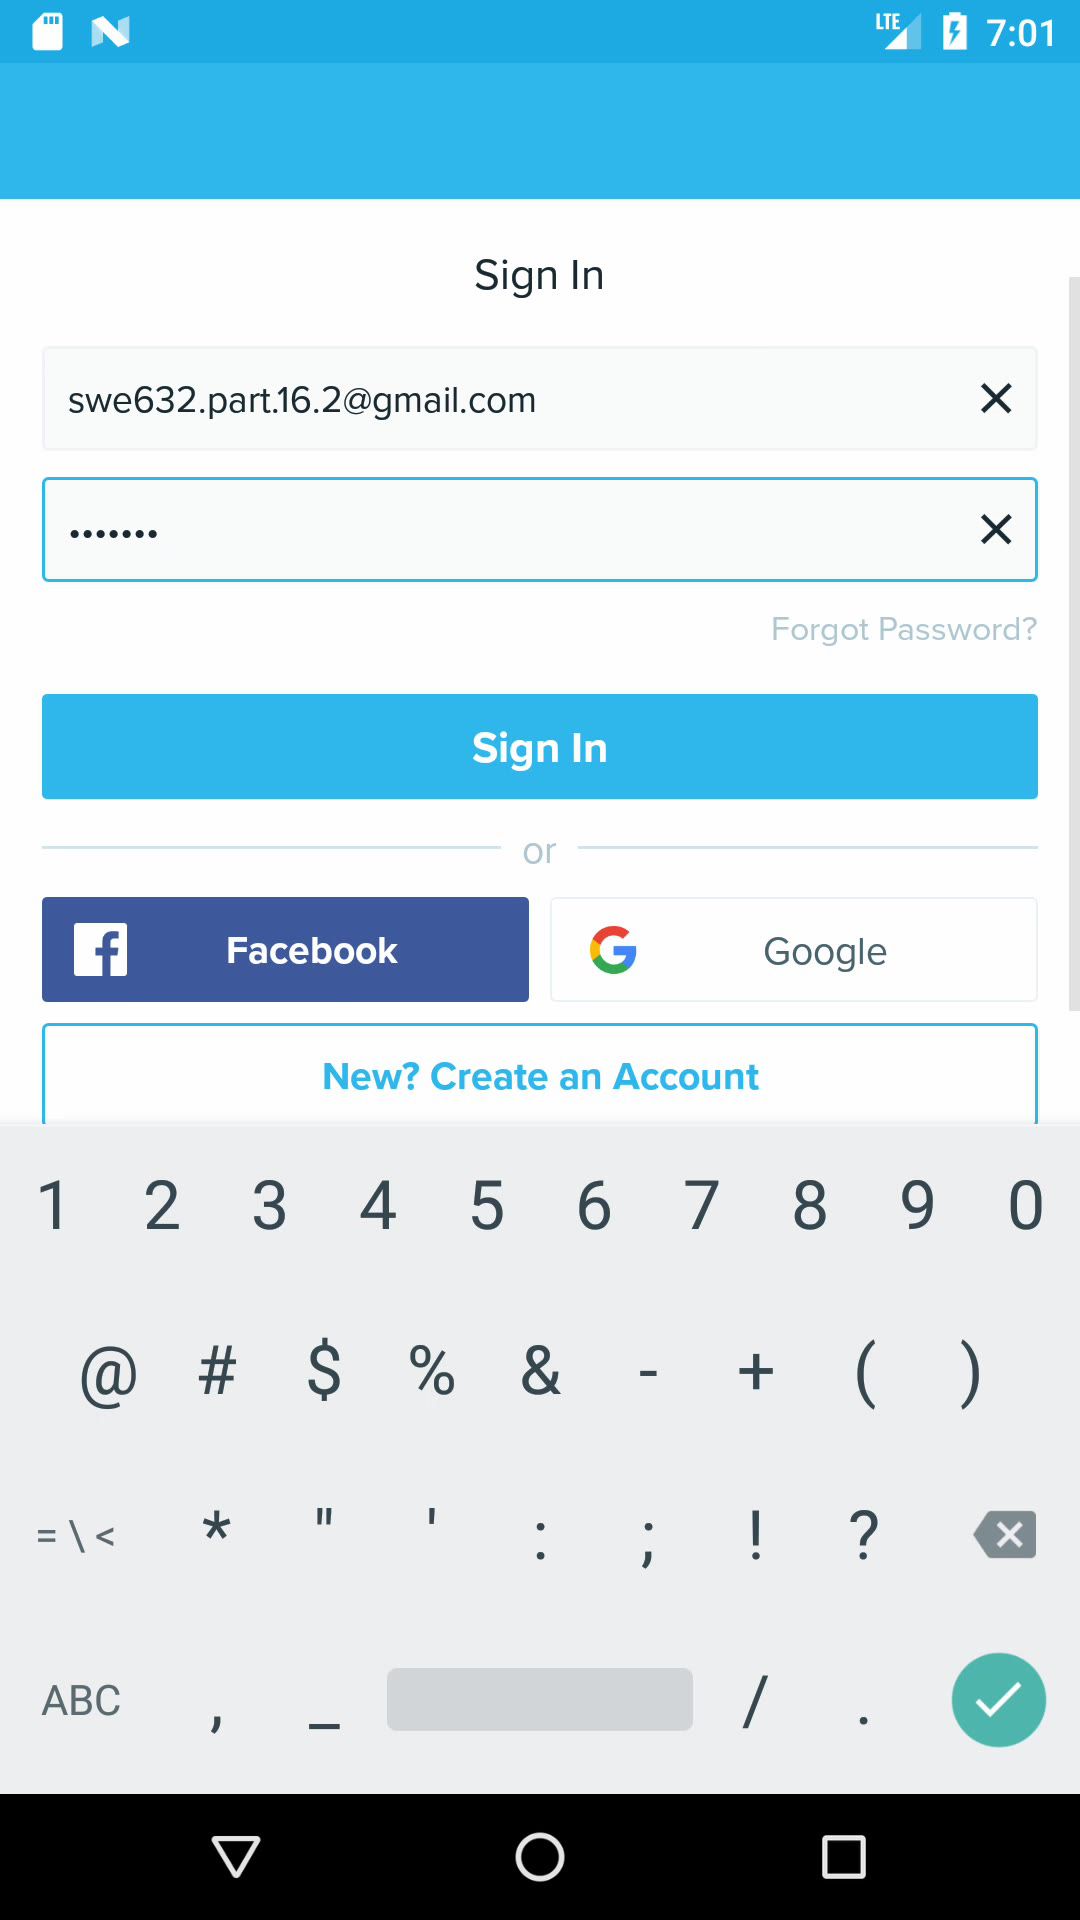 LTE 7:01
Sign In
swe632.part.16.2@gmail.com
•••••••
Forgot Password?
Sign In
or
Facebook Google
New? Create an Account
1 2 3 4 5 6 7 8 9 0
@ # $ % & - + ( )
= \ < * " ' : ; ! ?
ABC , _ / .